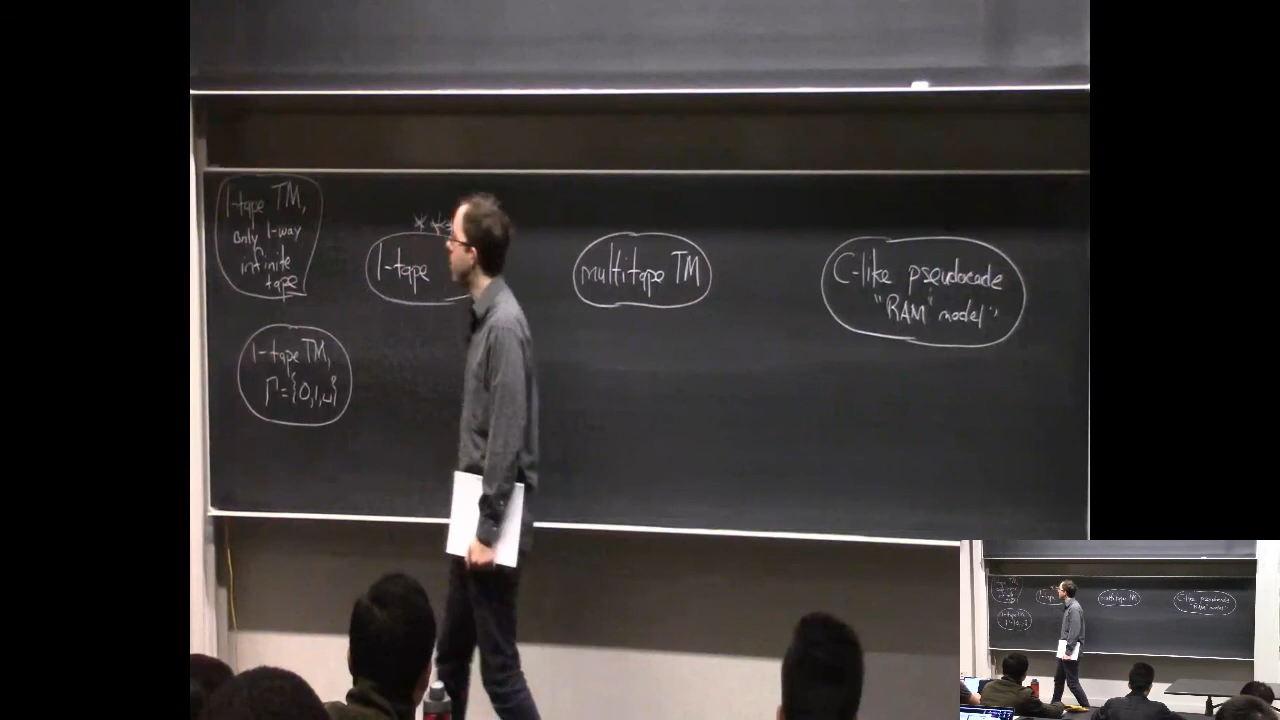 1-tape TM,
only 1-way
infinite
tape
1-tape TM,
Γ={0,1,⊔}
***
1-tape
multitape TM
C-like pseudocode
"RAM" model"